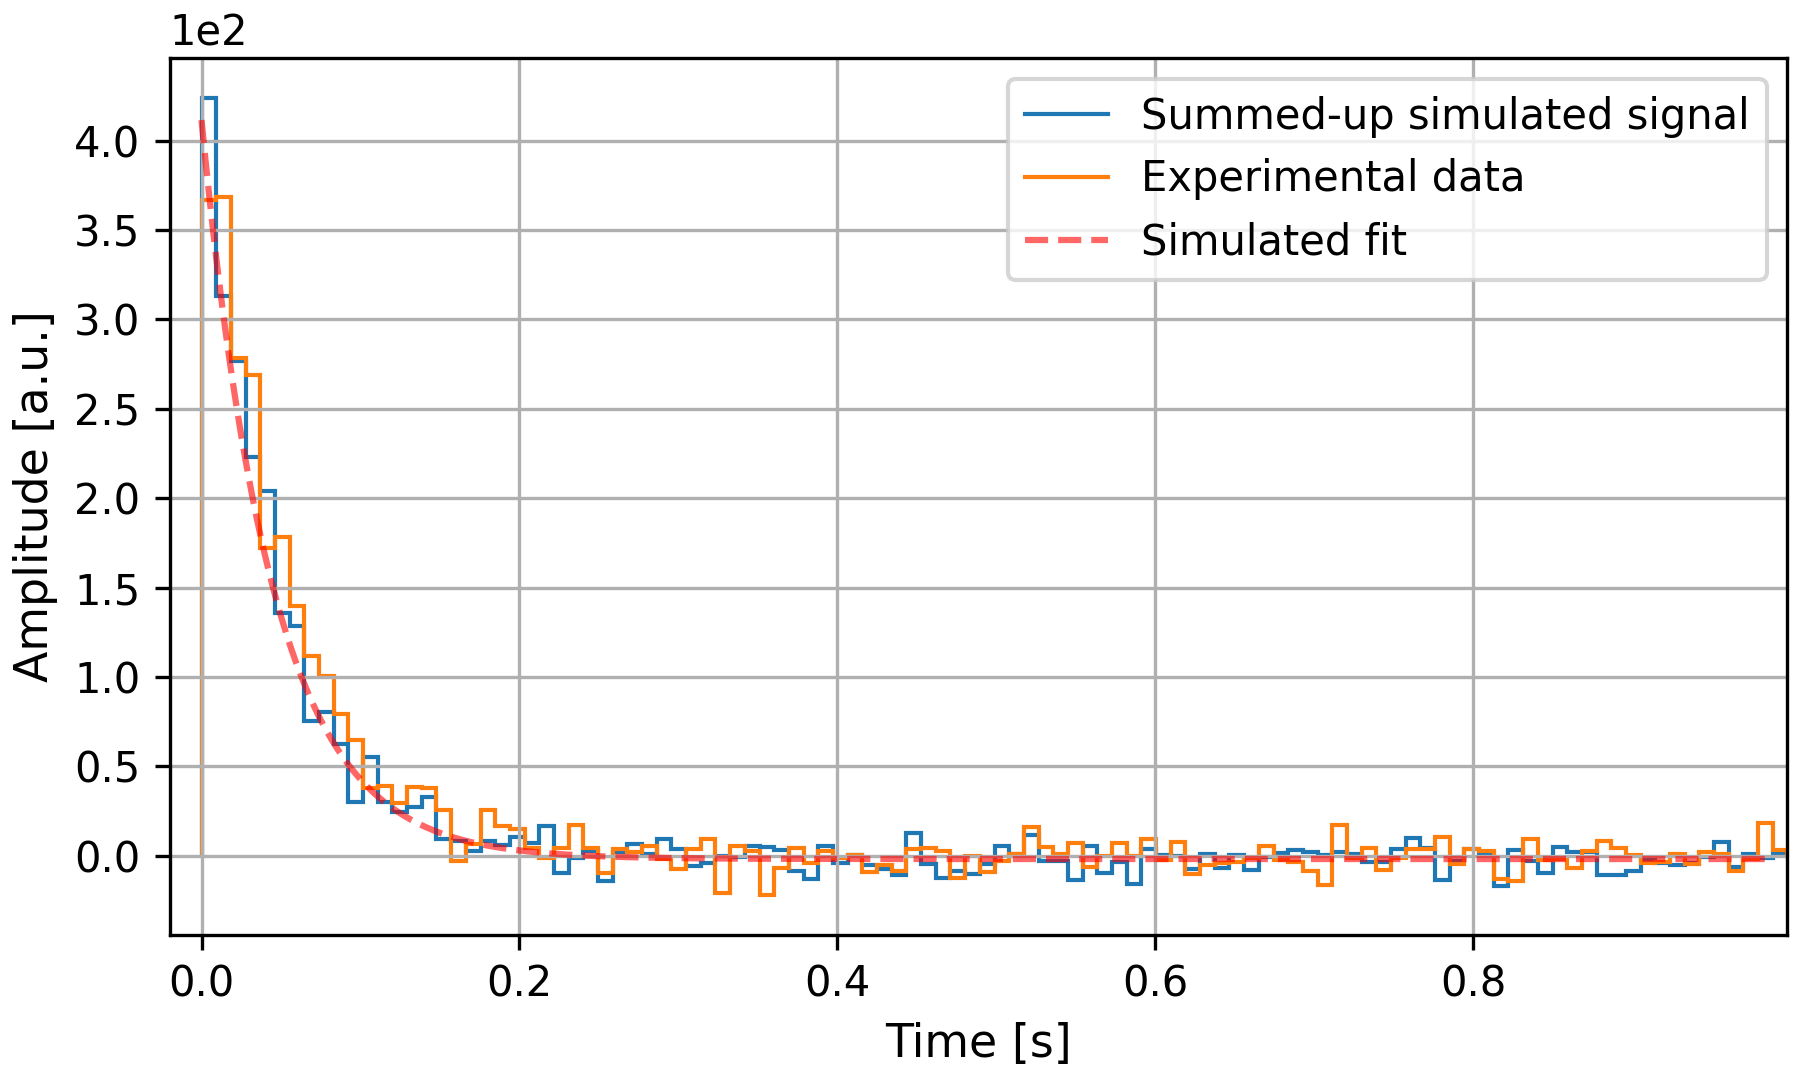 1e2
4.0
3.5
3.0
2.5
2.0
1.5
1.0
0.5
0.0
Amplitude [a.u.]
Summed-up simulated signal
Experimental data
Simulated fit
0.0
0.2
0.4
0.6
0.8
Time [s]